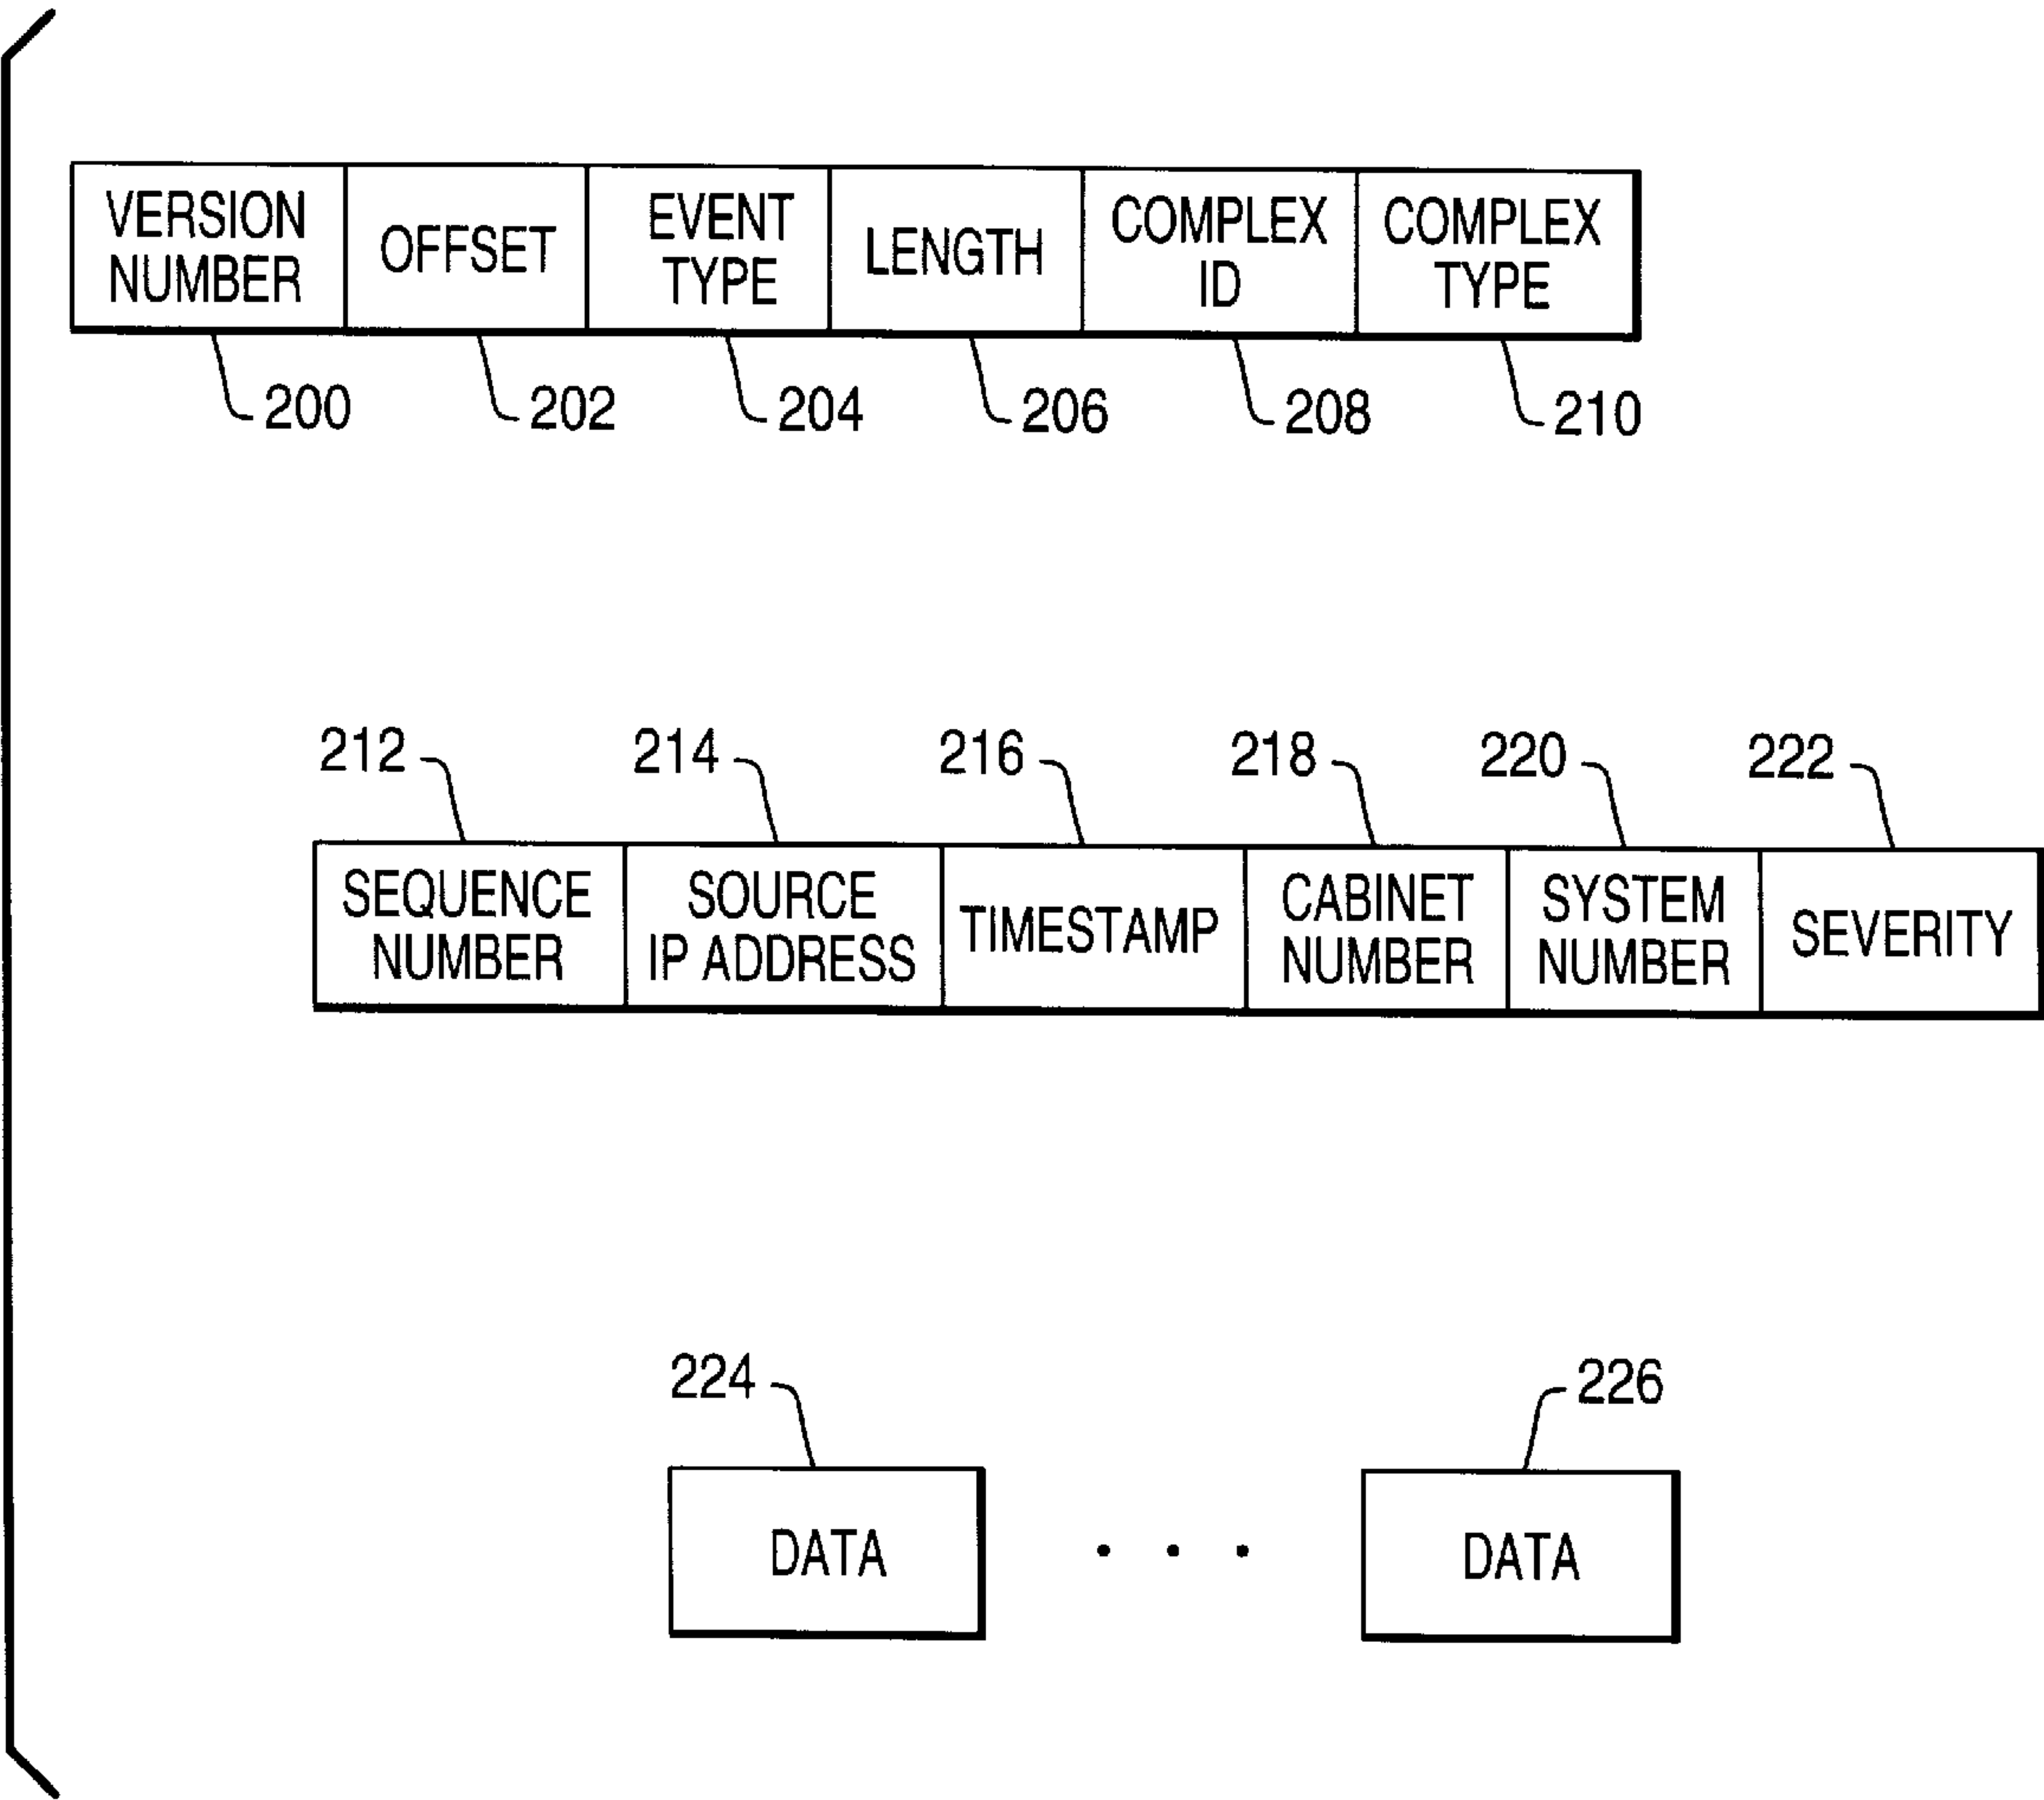 VERSION NUMBER
OFFSET
EVENT TYPE
LENGTH
COMPLEX ID
COMPLEX TYPE
200 202 204 206 208 210
212 214 216 218 220 222
SEQUENCE NUMBER
SOURCE IP ADDRESS
TIMESTAMP
CABINET NUMBER
SYSTEM NUMBER
SEVERITY
224 226
DATA . . . DATA